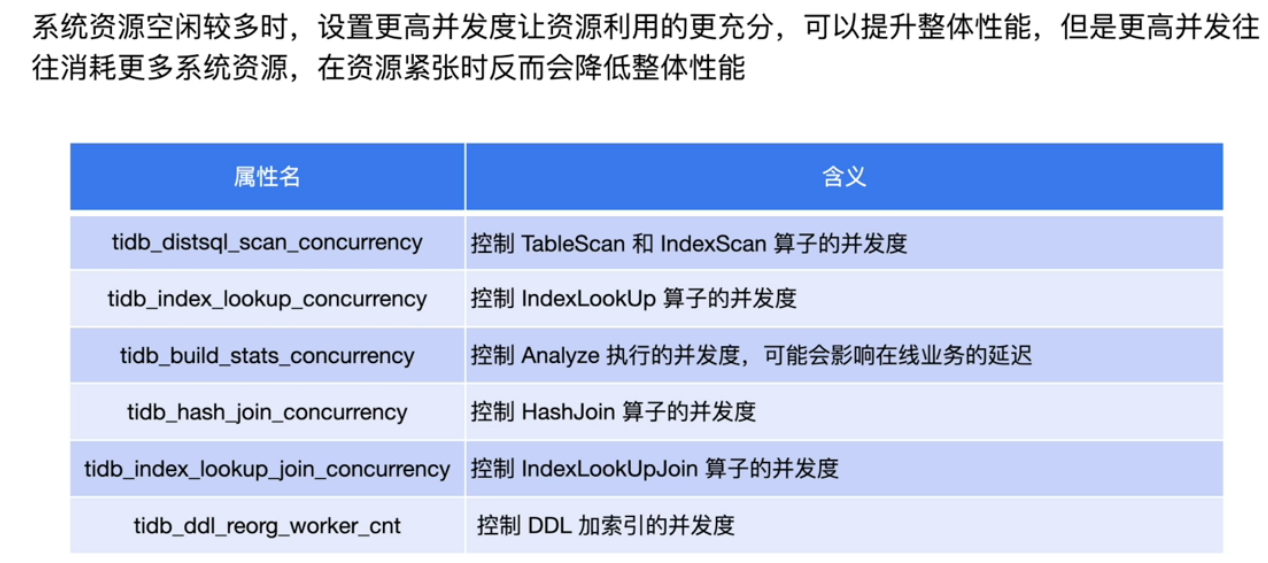 系统资源空闲较多时，设置更高并发度让资源利用的更充分，可以提升整体性能，但是更高并发往
往消耗更多系统资源，在资源紧张时反而会降低整体性能
属性名 含义
tidb_distsql_scan_concurrency 控制 TableScan 和 IndexScan 算子的并发度
tidb_index_lookup_concurrency 控制 IndexLookUp 算子的并发度
tidb_build_stats_concurrency 控制 Analyze 执行的并发度，可能会影响在线业务的延迟
tidb_hash_join_concurrency 控制 HashJoin 算子的并发度
tidb_index_lookup_join_concurrency 控制 IndexLookUpJoin 算子的并发度
tidb_ddl_reorg_worker_cnt 控制 DDL 加索引的并发度